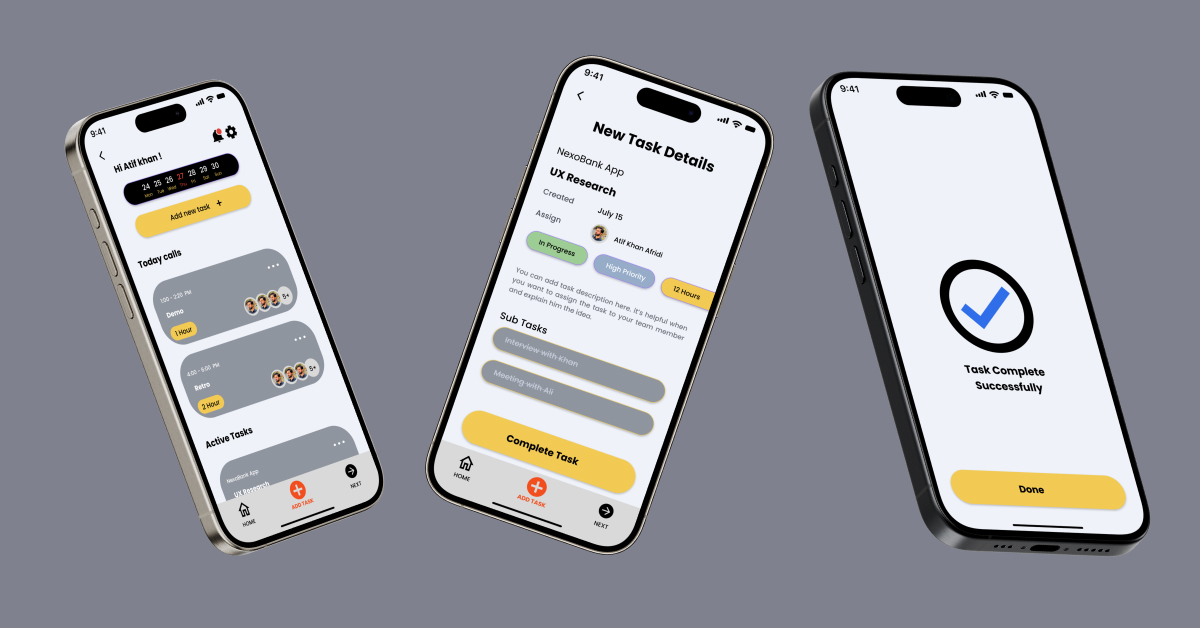 9:41
Hi Atif khan !
24 25 26 27 28 29 30
Mon Tue Wed Thu Fri Sat Sun
Add new task +
Today calls
1:00 - 2:20 PM
Demo
5+
1 Hour
4:00 - 6:00 PM
Retro
5+
2 Hour
Active Tasks
NexoBank App
UX Research
HOME
ADD TASK
NEXT
9:41
New Task Details
NexoBank App
UX Research
Created
July 15
Assign
Atif Khan Afridi
In Progress
High Priority
12 Hours
You can add task description here, it's helpful when
you want to assign the task to your team member
and explain him the idea.
Sub Tasks
Interview with Khan
Meeting with Ali
Complete Task
HOME
ADD TASK
NEXT
9:41
Task Complete
Successfully
Done